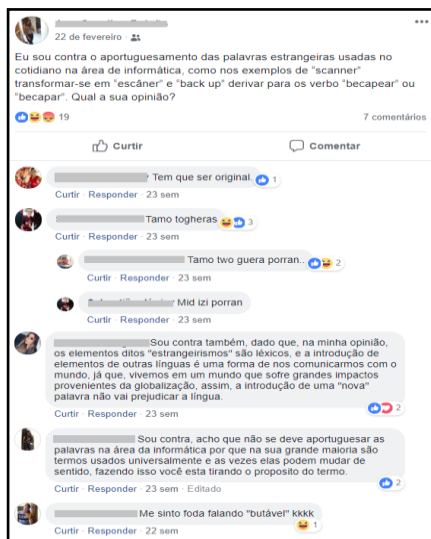 22 de fevereiro
Eu sou contra o aportuguesamento das palavras estrangeiras usadas no
cotidiano na área de informática, como nos exemplos de “scanner”
transformar-se em “escâner” e “back up” derivar para os verbo “becapear” ou
“becapar”. Qual a sua opinião?
19
7 comentários
Curtir
Comentar
Tem que ser original.
1
Curtir · Responder · 23 sem
Tamo togheras
3
Curtir · Responder · 23 sem
Tamo two guera porran..
2
Curtir · Responder · 23 sem
Mid izi porran
Curtir · Responder · 23 sem
Sou contra também, dado que, na minha opinião,
os elementos ditos "estrangeirismos" são léxicos, e a introdução de
elementos de outras línguas é uma forma de nos comunicarmos com o
mundo, já que, vivemos em um mundo que sofre grandes impactos
provenientes da globalização, assim, a introdução de uma "nova"
palavra não vai prejudicar a língua.
2
Curtir · Responder · 23 sem
Sou contra, acho que não se deve aportuguesar as
palavras na área da informática por que na sua grande maioria são
termos usados universalmente e as vezes elas podem mudar de
sentido, fazendo isso você esta tirando o proposito do termo.
2
Curtir · Responder · 23 sem · Editado
Me sinto foda falando "butável" kkkk
1
Curtir · Responder · 22 sem